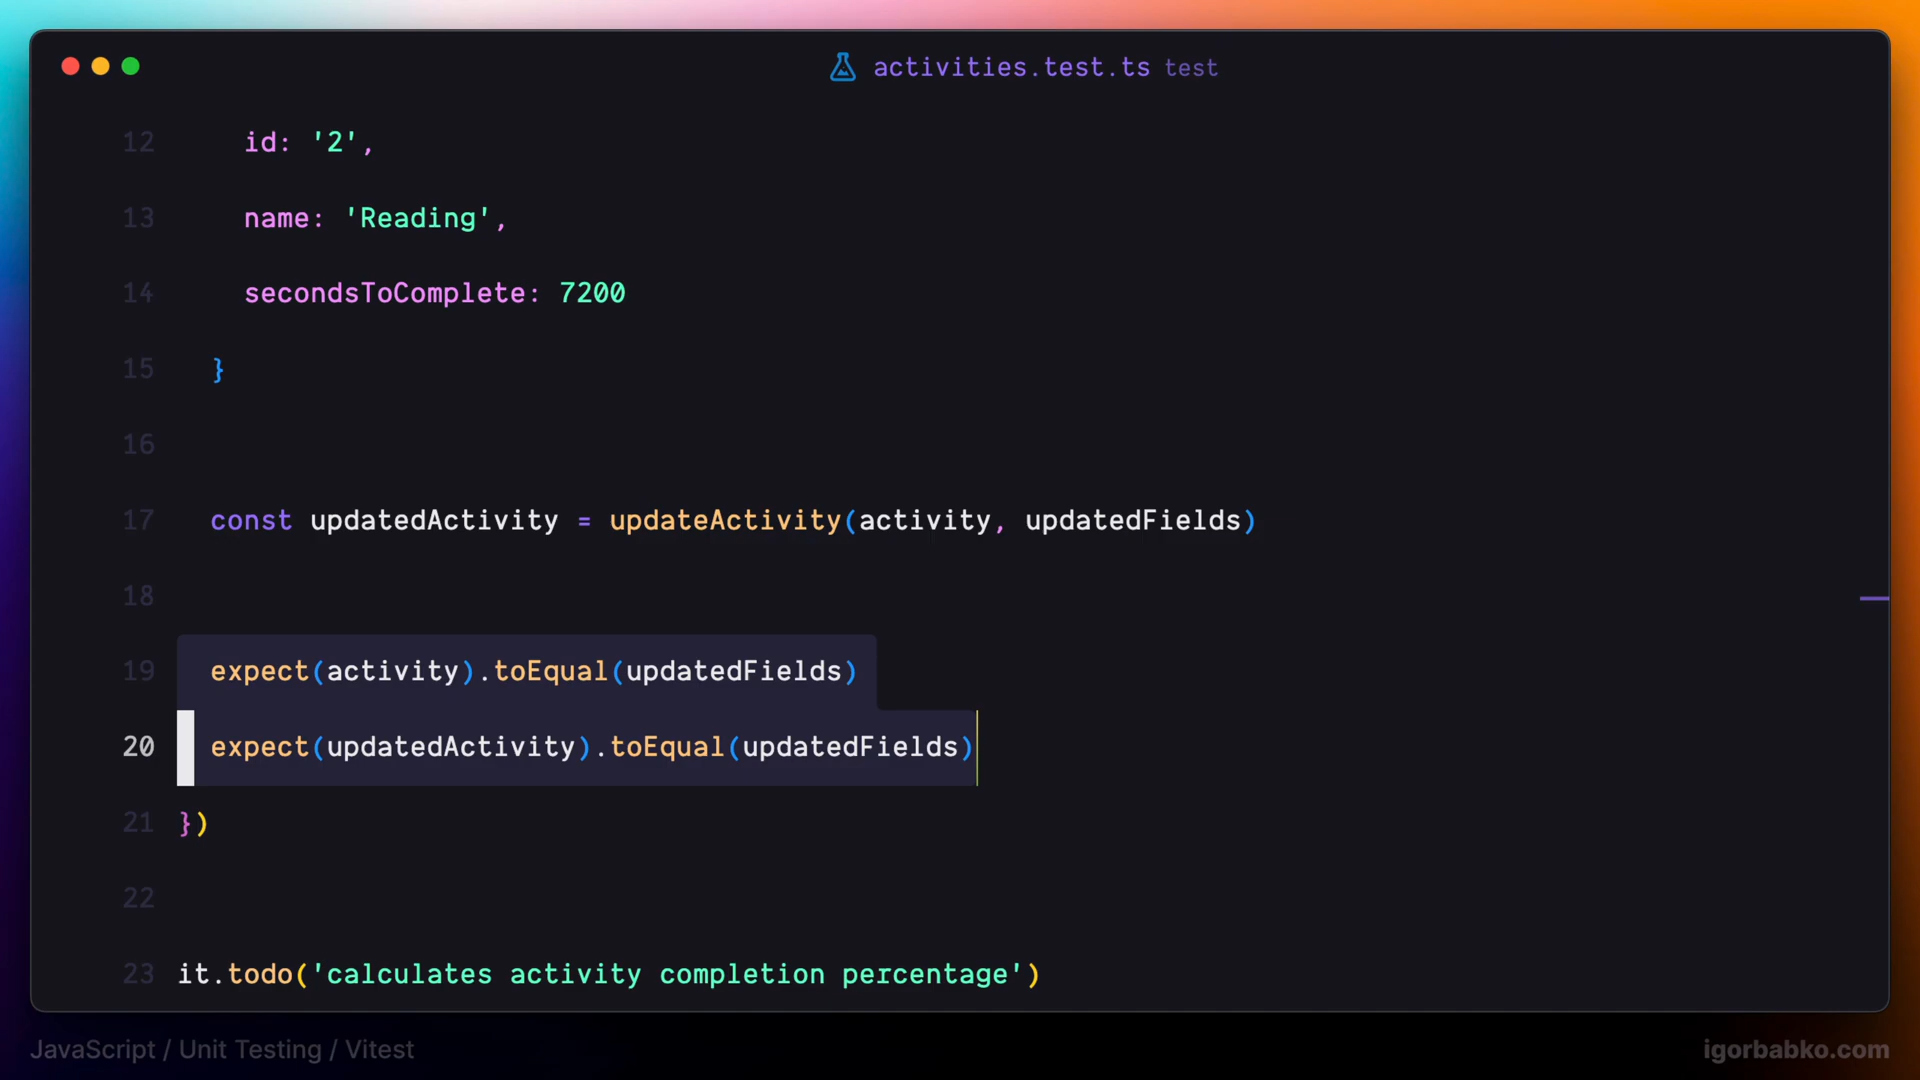 activities.test.ts test
12 id: '2',
13 name: 'Reading',
14 secondsToComplete: 7200
15 }
16
17 const updatedActivity = updateActivity(activity, updatedFields)
18
19 expect(activity).toEqual(updatedFields)
20 expect(updatedActivity).toEqual(updatedFields)
21 })
22
23 it.todo('calculates activity completion percentage')
JavaScript / Unit Testing / Vitest
igorbabko.com